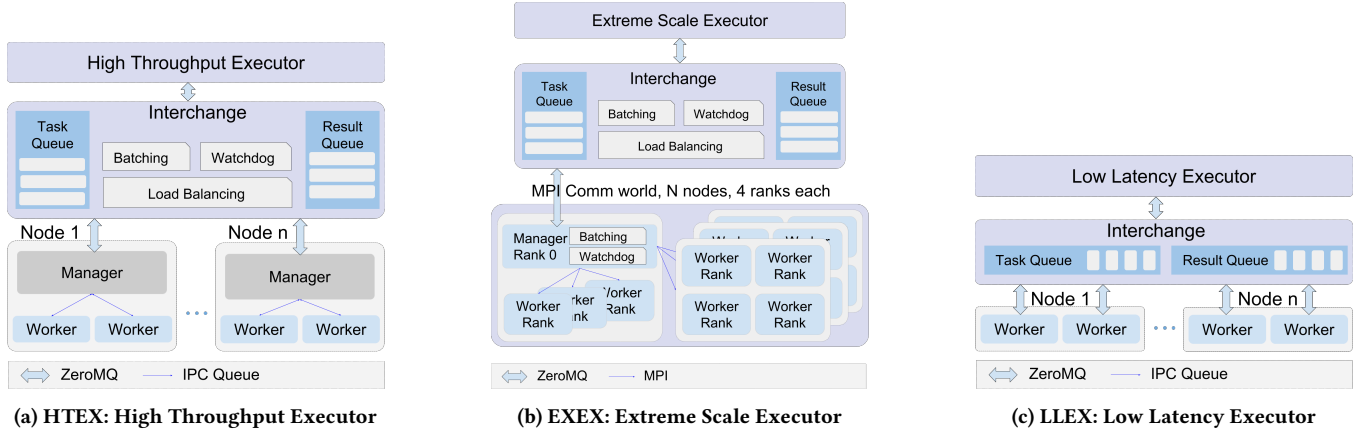 High Throughput Executor
Interchange
Task
Queue
Batching
Watchdog
Load Balancing
Result
Queue
Node 1
Node n
Manager
Worker
Worker
...
Manager
Worker
Worker
ZeroMQ
IPC Queue
(a) HTEX: High Throughput Executor
Extreme Scale Executor
Interchange
Task
Queue
Batching
Watchdog
Load Balancing
Result
Queue
MPI Comm world, N nodes, 4 ranks each
Manager
Rank 0
Batching
Watchdog
Worker
Rank
Worker
Rank
Worker
Rank
Worker
Rank
Worker
Rank
Worker
Rank
Worker
Rank
Worker
Worker
ZeroMQ
MPI
(b) EXEX: Extreme Scale Executor
Low Latency Executor
Interchange
Task Queue
Result Queue
Node 1
Node n
Worker
Worker
...
Worker
Worker
ZeroMQ
IPC Queue
(c) LLEX: Low Latency Executor